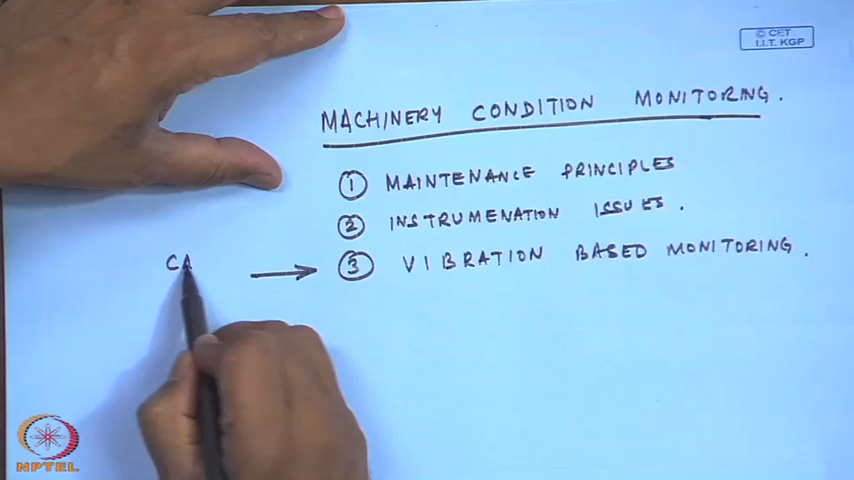 © CET
I.I.T. KGP
MACHINERY CONDITION MONITORING.
① MAINTENANCE PRINCIPLES
② INSTRUMENATION ISSUES.
CA → ③ VIBRATION BASED MONITORING.
NPTEL